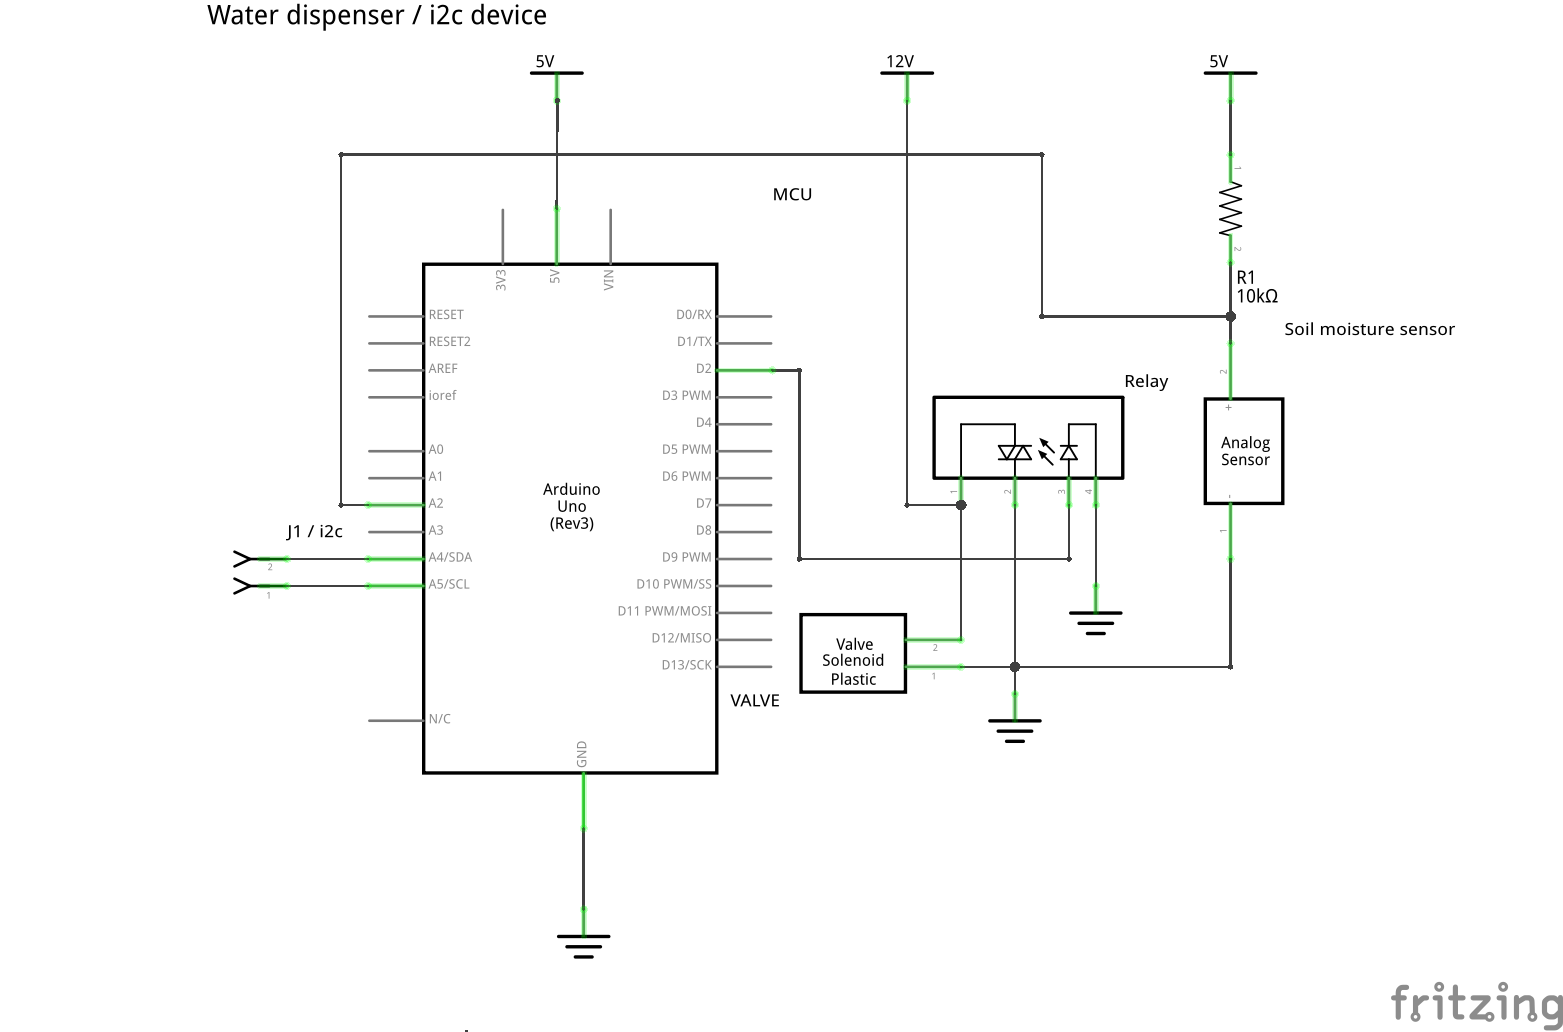 Water dispenser / i2c device
5V
12V
5V
MCU
1
2
R1
10kΩ
Soil moisture sensor
3V3
5V
VIN
RESET
RESET2
AREF
ioref
A0
A1
A2
A3
A4/SDA
A5/SCL
N/C
D0/RX
D1/TX
D2
D3 PWM
D4
D5 PWM
D6 PWM
D7
D8
D9 PWM
D10 PWM/SS
D11 PWM/MOSI
D12/MISO
D13/SCK
GND
Arduino
Uno
(Rev3)
J1 / i2c
2
1
Relay
1
2
3
4
2
+
Analog
Sensor
-
1
Valve
Solenoid
Plastic
2
1
VALVE
fritzing